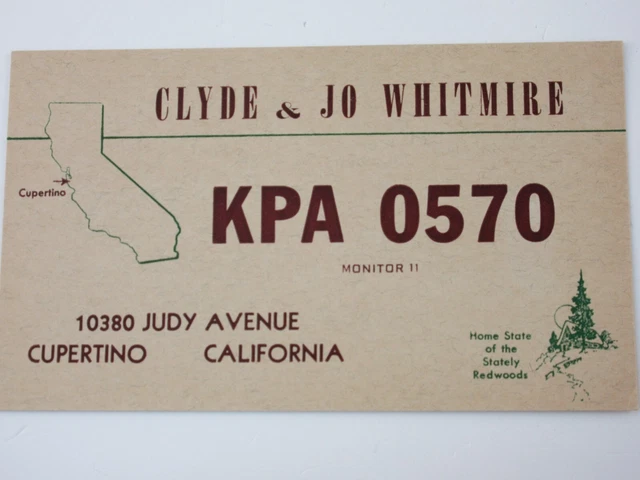 CLYDE & JO WHITMIRE
Cupertino
KPA 0570
MONITOR 11
10380 JUDY AVENUE
CUPERTINO CALIFORNIA
Home State
of the
Stately
Redwoods